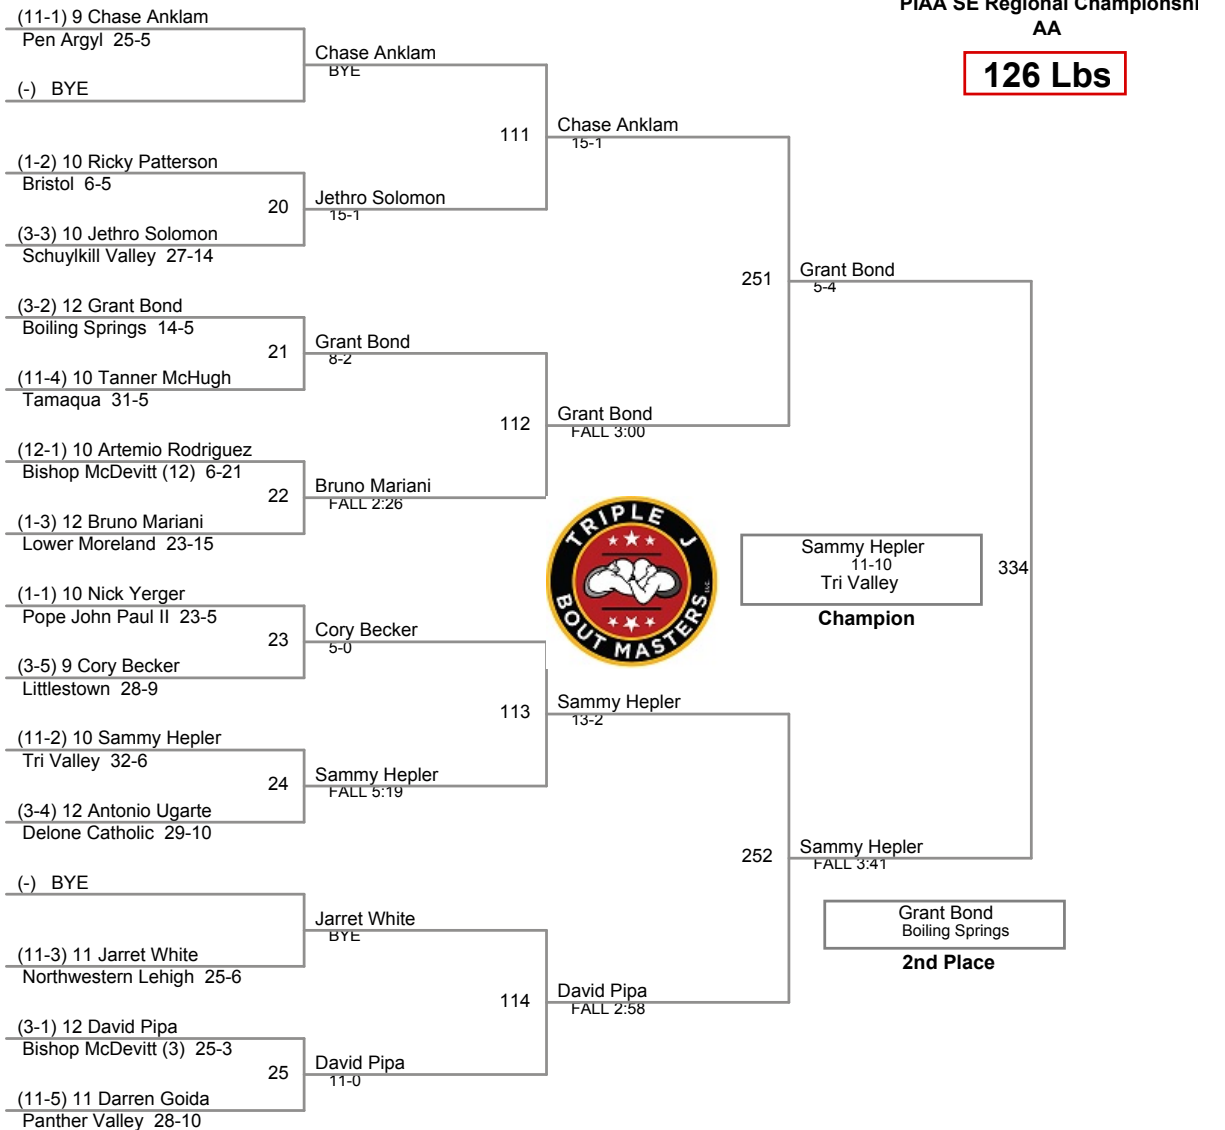 PIAA SE Regional Championshi
AA
126 Lbs
(11-1) 9 Chase Anklam
Pen Argyl 25-5
(-) BYE
Chase Anklam
BYE
(1-2) 10 Ricky Patterson
Bristol 6-5
20
(3-3) 10 Jethro Solomon
Schuylkill Valley 27-14
Jethro Solomon
15-1
111
Chase Anklam
15-1
(3-2) 12 Grant Bond
Boiling Springs 14-5
21
(11-4) 10 Tanner McHugh
Tamaqua 31-5
Grant Bond
8-2
(12-1) 10 Artemio Rodriguez
Bishop McDevitt (12) 6-21
22
(1-3) 12 Bruno Mariani
Lower Moreland 23-15
Bruno Mariani
FALL 2:26
112
Grant Bond
FALL 3:00
251
Grant Bond
5-4
(1-1) 10 Nick Yerger
Pope John Paul II 23-5
23
(3-5) 9 Cory Becker
Littlestown 28-9
Cory Becker
5-0
(11-2) 10 Sammy Hepler
Tri Valley 32-6
24
(3-4) 12 Antonio Ugarte
Delone Catholic 29-10
Sammy Hepler
FALL 5:19
113
Sammy Hepler
13-2
(-) BYE
(11-3) 11 Jarret White
Northwestern Lehigh 25-6
Jarret White
BYE
(3-1) 12 David Pipa
Bishop McDevitt (3) 25-3
25
(11-5) 11 Darren Goida
Panther Valley 28-10
David Pipa
11-0
114
David Pipa
FALL 2:58
252
Sammy Hepler
FALL 3:41
TRIPLE J
BOUT MASTERS
Sammy Hepler
11-10
Tri Valley
334
Champion
Grant Bond
Boiling Springs
2nd Place